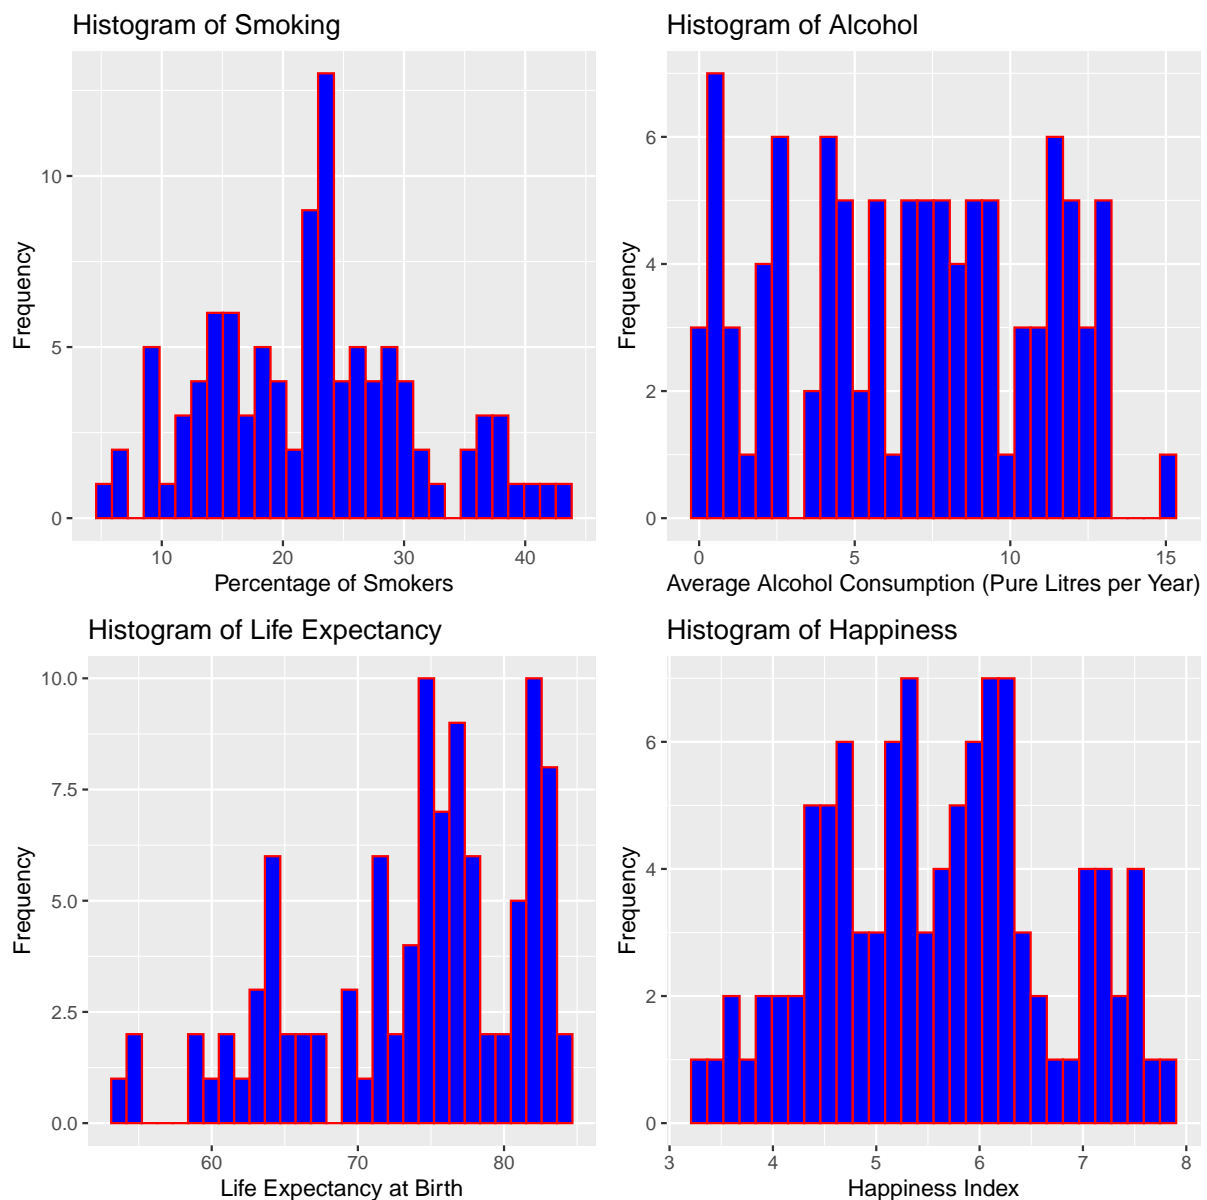 Histogram of Smoking
Frequency
10
5
0
10 20 30 40
Percentage of Smokers
Histogram of Alcohol
Frequency
6
4
2
0
0 5 10 15
Average Alcohol Consumption (Pure Litres per Year)
Histogram of Life Expectancy
Frequency
10.0
7.5
5.0
2.5
0.0
60 70 80
Life Expectancy at Birth
Histogram of Happiness
Frequency
6
4
2
0
3 4 5 6 7 8
Happiness Index